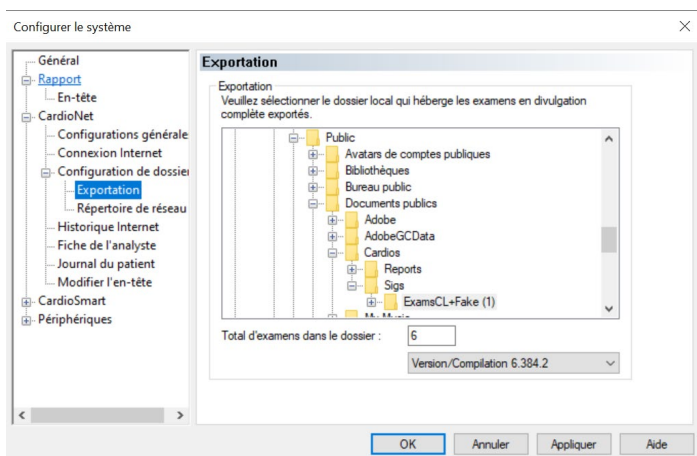 Configurer le système
Général
Rapport
En-tête
CardioNet
Configurations générale
Connexion Internet
Configuration de dossier
Exportation
Répertoire de réseau
Historique Internet
Fiche de l'analyste
Journal du patient
Modifier l'en-tête
CardioSmart
Périphériques
Exportation
Exportation
Veuillez sélectionner le dossier local qui héberge les examens en divulgation
complète exportés.
Public
Avatars de comptes publiques
Bibliothèques
Bureau public
Documents publics
Adobe
AdobeGCData
Cardios
Reports
Sigs
ExamsCL+Fake (1)
My Music
Total d'examens dans le dossier :
6
Version/Compilation 6.384.2
OK
Annuler
Appliquer
Aide